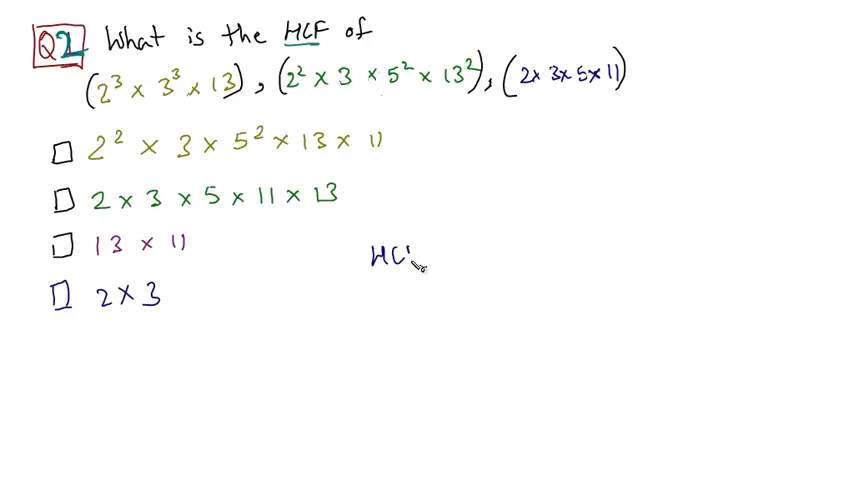 Q2 What is the HCF of
(2³ × 3³ × 13), (2² × 3 × 5² × 13²), (2 × 3 × 5 × 11)
2² × 3 × 5² × 13 × 11
2 × 3 × 5 × 11 × 13
13 × 11
HC
2 × 3